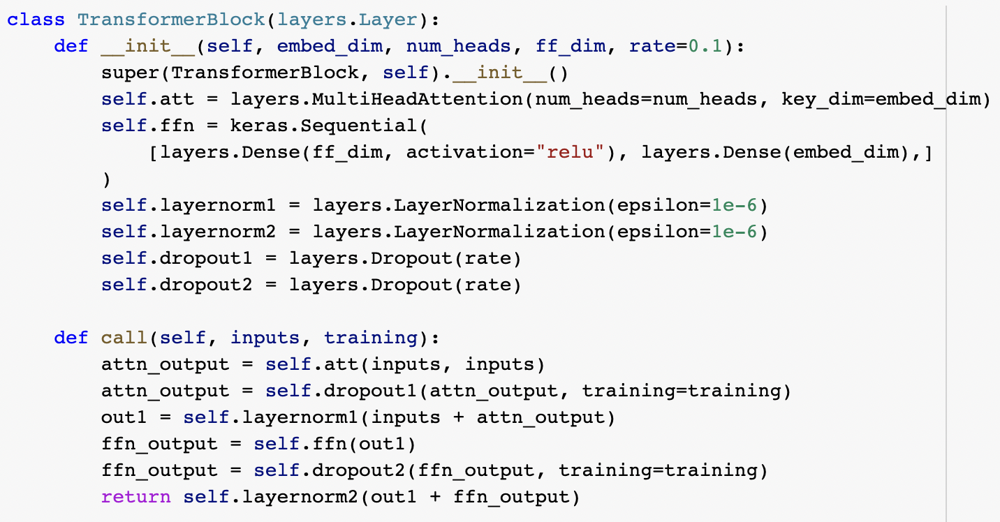 class TransformerBlock(layers.Layer):
    def __init__(self, embed_dim, num_heads, ff_dim, rate=0.1):
        super(TransformerBlock, self).__init__()
        self.att = layers.MultiHeadAttention(num_heads=num_heads, key_dim=embed_dim)
        self.ffn = keras.Sequential(
            [layers.Dense(ff_dim, activation="relu"), layers.Dense(embed_dim),]
        )
        self.layernorm1 = layers.LayerNormalization(epsilon=1e-6)
        self.layernorm2 = layers.LayerNormalization(epsilon=1e-6)
        self.dropout1 = layers.Dropout(rate)
        self.dropout2 = layers.Dropout(rate)

    def call(self, inputs, training):
        attn_output = self.att(inputs, inputs)
        attn_output = self.dropout1(attn_output, training=training)
        out1 = self.layernorm1(inputs + attn_output)
        ffn_output = self.ffn(out1)
        ffn_output = self.dropout2(ffn_output, training=training)
        return self.layernorm2(out1 + ffn_output)